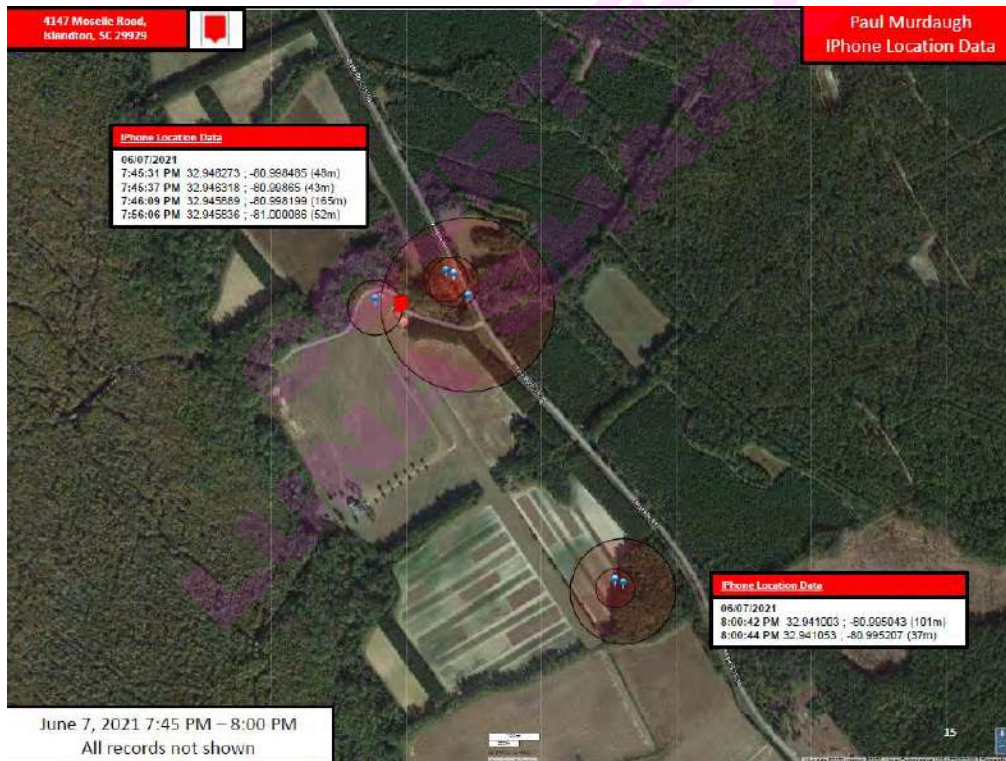 4147 Moselle Road,
Islandton, SC 29929
Paul Murdaugh
IPhone Location Data
IPhone Location Data
06/07/2021
7:45:31 PM 32.946273 ; -80.998485 (48m)
7:45:37 PM 32.946318 ; -80.99865 (43m)
7:46:09 PM 32.945889 ; -80.998199 (165m)
7:56:06 PM 32.945836 ; -81.000086 (52m)
IPhone Location Data
06/07/2021
8:00:42 PM 32.941003 ; -80.995043 (101m)
8:00:44 PM 32.941053 ; -80.995207 (37m)
June 7, 2021 7:45 PM – 8:00 PM
All records not shown
15